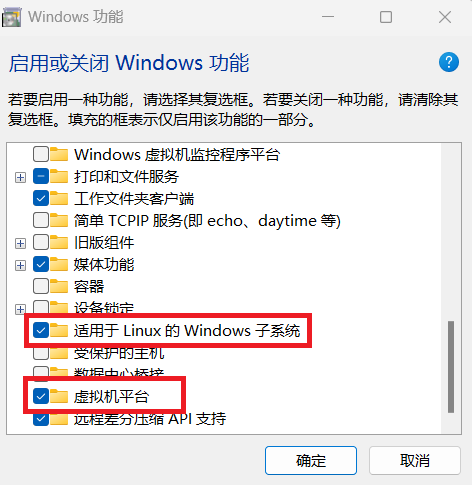 Windows 功能
启用或关闭 Windows 功能
若要启用一种功能，请选择其复选框。若要关闭一种功能，请清除其
复选框。填充的框表示仅启用该功能的一部分。
Windows 虚拟机监控程序平台
打印和文件服务
工作文件夹客户端
简单 TCPIP 服务(即 echo、daytime 等)
旧版组件
媒体功能
容器
设备锁定
适用于 Linux 的 Windows 子系统
受保护的主机
数据中心桥接
虚拟机平台
远程差分压缩 API 支持
确定
取消